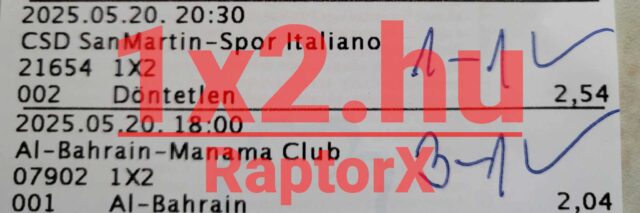 2025.05.20. 20:30
CSD SanMartin-Spor Italiano
1-1
21654 1X2
002 Döntetlen 2,54
1x2.hu
2025.05.20. 18:00
Al-Bahrain-Manama Club
3-1
07902 1X2
RaptorX
001 Al-Bahrain 2,04